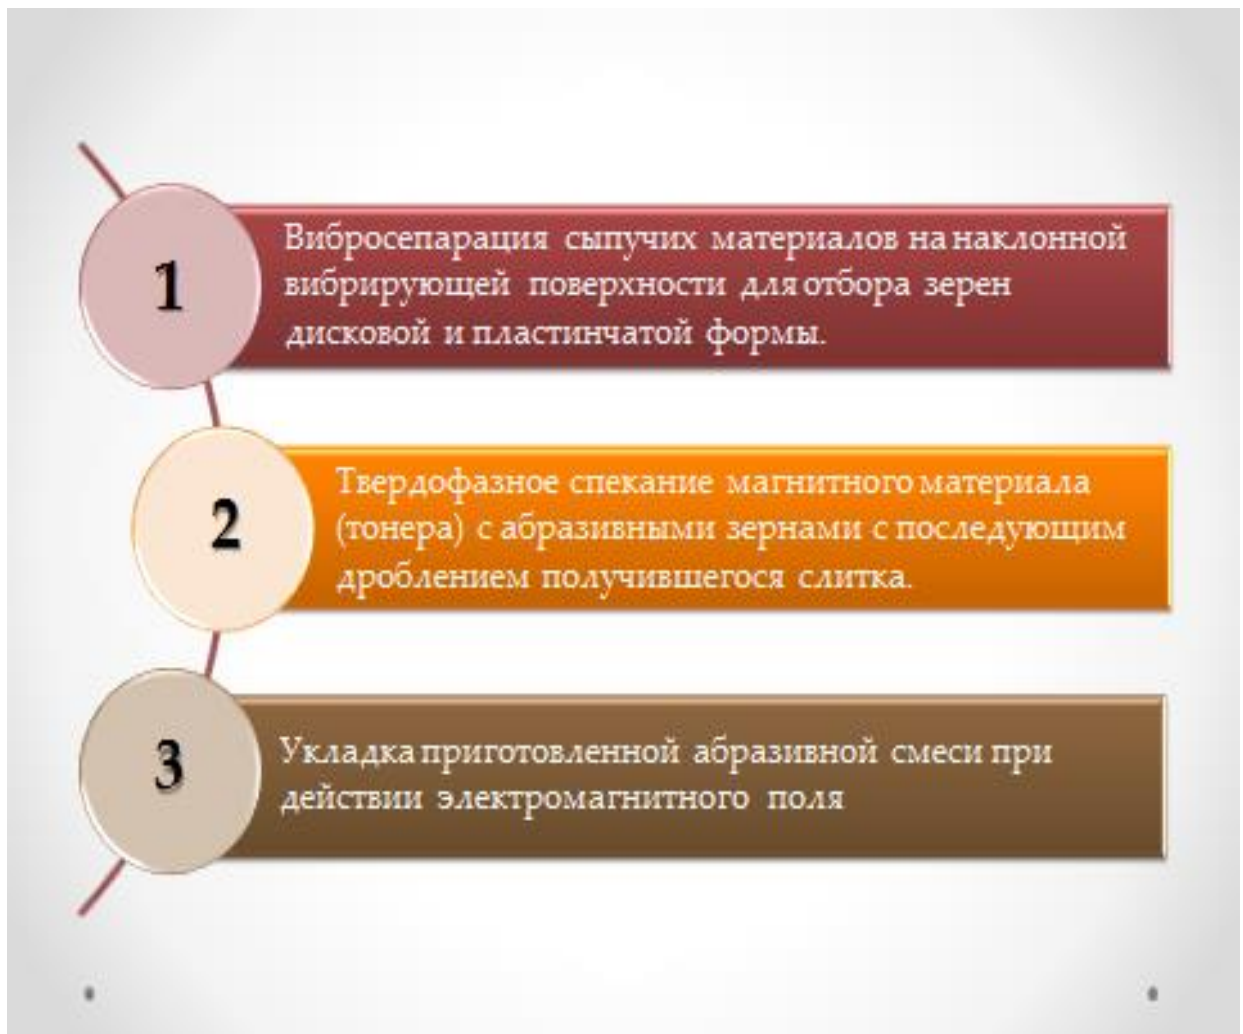 1
Вибросепарация сыпучих материалов на наклонной
вибрирующей поверхности для отбора зерен
дисковой и пластинчатой формы.
2
Твердофазное спекание магнитного материала
(тонера) с абразивными зернами с последующим
дроблением получившегося слитка.
3
Укладка приготовленной абразивной смеси при
действии электромагнитного поля